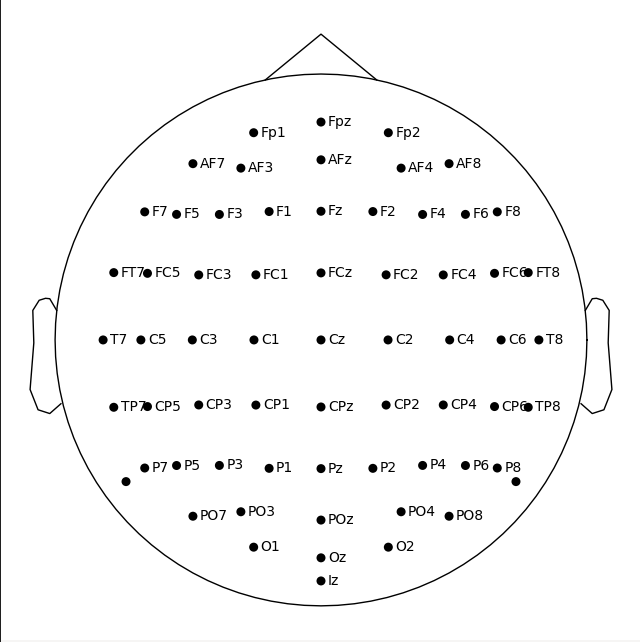 Fpz
Fp1 Fp2
AFz
AF7 AF3 AF4 AF8
F7 F5 F3 F1 Fz F2 F4 F6 F8
FT7 FC5 FC3 FC1 FCz FC2 FC4 FC6 FT8
T7 C5 C3 C1 Cz C2 C4 C6 T8
TP7 CP5 CP3 CP1 CPz CP2 CP4 CP6 TP8
P7 P5 P3 P1 Pz P2 P4 P6 P8
PO7 PO3 POz PO4 PO8
O1 Oz O2
Iz